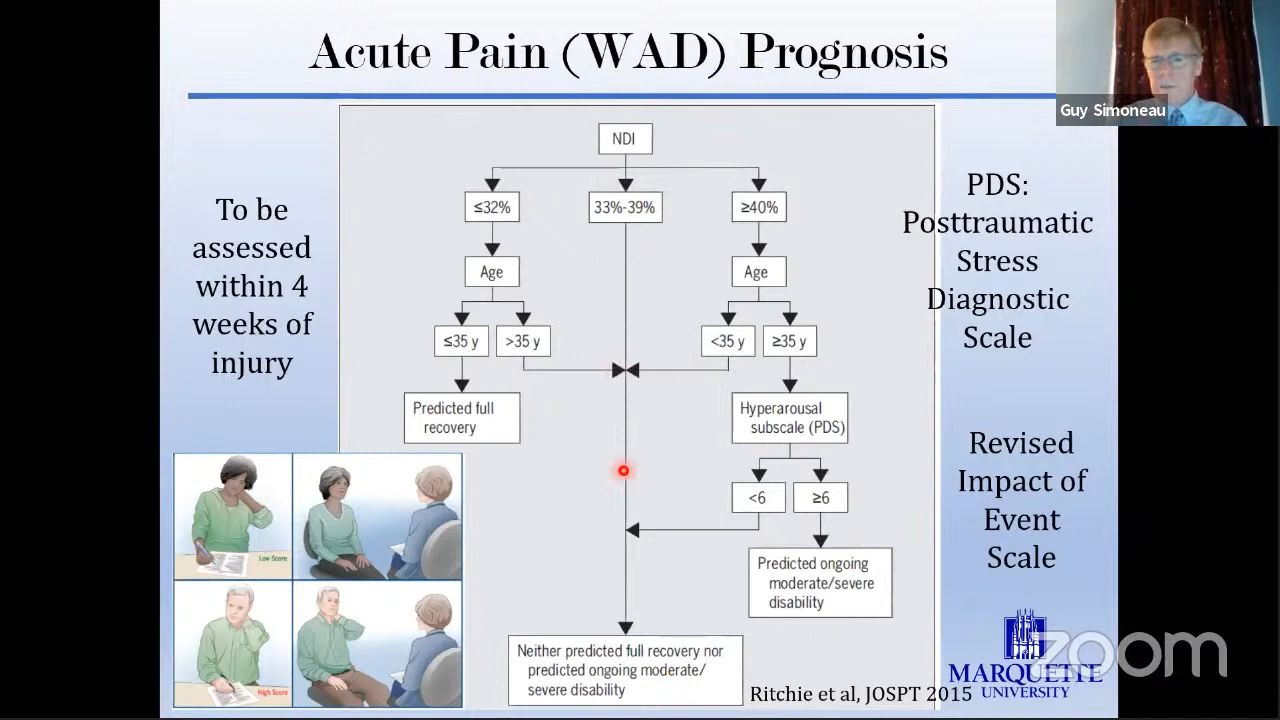 Acute Pain (WAD) Prognosis
Guy Simoneau
To be
assessed
within 4
weeks of
injury
NDI
≤32%
33%-39%
≥40%
Age
Age
≤35 y
>35 y
<35 y
≥35 y
Predicted full
recovery
Hyperarousal
subscale (PDS)
<6
≥6
Predicted ongoing
moderate/severe
disability
Neither predicted full recovery nor
predicted ongoing moderate/
severe disability
PDS:
Posttraumatic
Stress
Diagnostic
Scale
Revised
Impact of
Event
Scale
Low Score
High Score
Ritchie et al, JOSPT 2015
MARQUETTE
UNIVERSITY
zoom